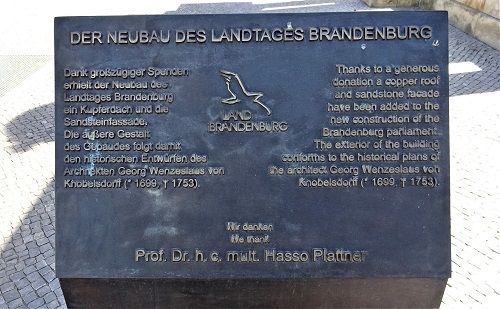 DER NEUBAU DES LANDTAGES BRANDENBURG
Dank großzügiger Spenden
erhielt der Neubau des
Landtages Brandenburg
ein Kupferdach und die
Sandsteinfassade.
Die äußere Gestalt
des Gebäudes folgt damit
den historischen Entwürfen des
Architekten Georg Wenzeslaus von
Knobelsdorff (* 1699, † 1753).
LAND
BRANDENBURG
Thanks to a generous
donation a copper roof
and sandstone facade
have been added to the
new construction of the
Brandenburg parliament.
The exterior of the building
conforms to the historical plans of
the architect Georg Wenzeslaus von
Knobelsdorff (* 1699, † 1753).
Wir danken
We thank
Prof. Dr. h. c. mult. Hasso Plattner